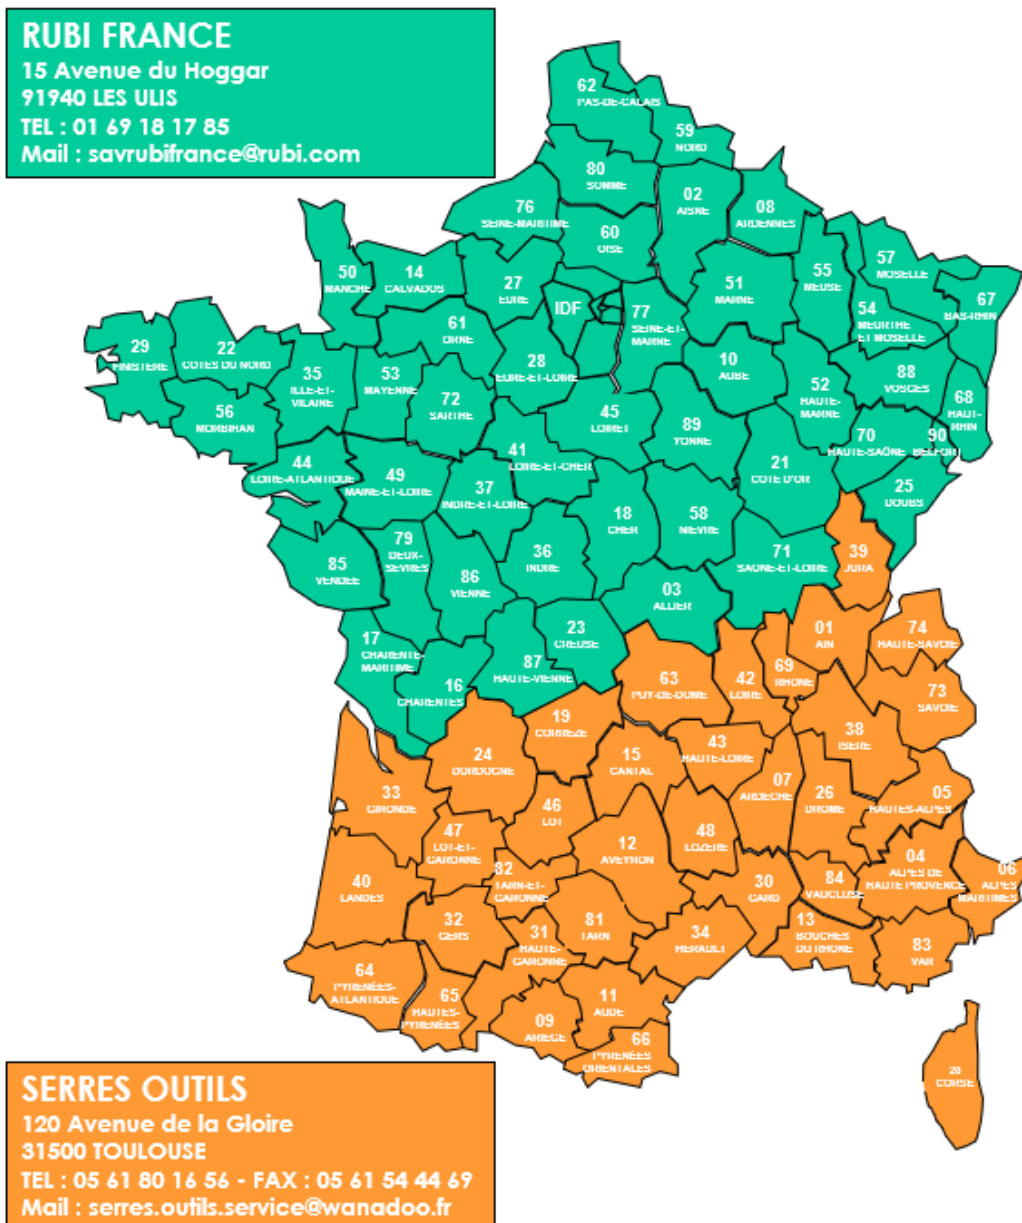 RUBI FRANCE
15 Avenue du Hoggar
91940 LES ULIS
TEL : 01 69 18 17 85
Mail : savrubifrance@rubi.com
62
PAS-DE-CALAIS
59
NORD
80
SOMME
02
AISNE
08
ARDENNES
76
SEINE-MARITIME
60
OISE
50
MANCHE
14
CALVADOS
27
EURE
IDF
77
SEINE-ET-
MARNE
51
MARNE
55
MEUSE
57
MOSELLE
54
MEURTHE
ET MOSELLE
67
BAS-RHIN
29
FINISTERE
22
COTES DU NORD
35
ILLE-ET-
VILAINE
53
MAYENNE
61
ORNE
28
EURE-ET-LOIRE
10
AUBE
52
HAUTE-
MARNE
88
VOSGES
68
HAUT-
RHIN
56
MORBIHAN
72
SARTHE
45
LOIRET
89
YONNE
70
HAUTE-SAÔNE
90
BELFORT
44
LOIRE-ATLANTIQUE
49
MAINE-ET-LOIRE
37
INDRE-ET-LOIRE
41
LOIRE-ET-CHER
18
CHER
58
NIEVRE
21
COTE D'OR
25
DOUBS
85
VENDEE
79
DEUX-
SEVRES
86
VIENNE
36
INDRE
03
ALLIER
71
SAONE-ET-LOIRE
39
JURA
17
CHARENTE-
MARITIME
16
CHARENTES
87
HAUTE-VIENNE
23
CREUSE
63
PUY-DE-DOME
42
LOIRE
69
RHONE
01
AIN
74
HAUTE-SAVOIE
73
SAVOIE
38
ISERE
24
DORDOGNE
19
CORREZE
15
CANTAL
43
HAUTE-LOIRE
07
ARDECHE
26
DROME
05
HAUTES-ALPES
33
GIRONDE
47
LOT-ET-
GARONNE
46
LOT
12
AVEYRON
48
LOZERE
30
GARD
84
VAUCLUSE
04
ALPES DE
HAUTE PROVENCE
06
ALPES
MARITIMES
40
LANDES
32
GERS
82
TARN-ET-
GARONNE
31
HAUTE-
GARONNE
81
TARN
34
HERAULT
13
BOUCHES
DU RHONE
83
VAR
64
PYRENÉES-
ATLANTIQUE
65
HAUTES-
PYRENÉES
09
ARIEGE
11
AUDE
66
PYRENÉES
ORIENTALES
20
CORSE
SERRES OUTILS
120 Avenue de la Gloire
31500 TOULOUSE
TEL : 05 61 80 16 56 - FAX : 05 61 54 44 69
Mail : serres.outils.service@wanadoo.fr